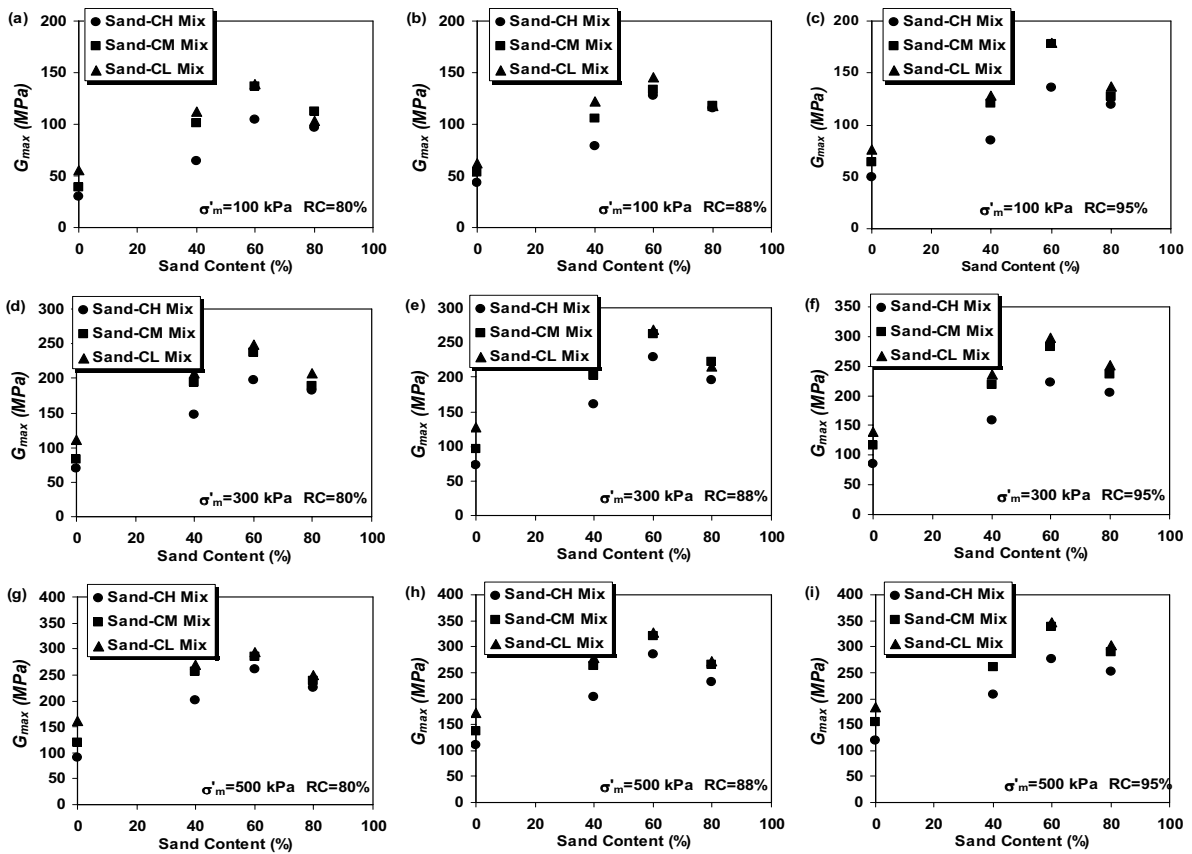 (a)
Sand-CH Mix
Sand-CM Mix
Sand-CL Mix
200
150
100
50
0
G_max (MPa)
σ'm=100 kPa RC=80%
0 20 40 60 80 100
Sand Content (%)
(b)
Sand-CH Mix
Sand-CM Mix
Sand-CL Mix
200
150
100
50
0
G_max (MPa)
σ'm=100 kPa RC=88%
0 20 40 60 80 100
Sand Content (%)
(c)
Sand-CH Mix
Sand-CM Mix
Sand-CL Mix
200
150
100
50
0
G_max (MPa)
σ'm=100 kPa RC=95%
0 20 40 60 80 100
Sand Content (%)
(d)
Sand-CH Mix
Sand-CM Mix
Sand-CL Mix
300
250
200
150
100
50
0
G_max (MPa)
σ'm=300 kPa RC=80%
0 20 40 60 80 100
Sand Content (%)
(e)
Sand-CH Mix
Sand-CM Mix
Sand-CL Mix
300
250
200
150
100
50
0
G_max (MPa)
σ'm=300 kPa RC=88%
0 20 40 60 80 100
Sand Content (%)
(f)
Sand-CH Mix
Sand-CM Mix
Sand-CL Mix
350
300
250
200
150
100
50
0
G_max (MPa)
σ'm=300 kPa RC=95%
0 20 40 60 80 100
Sand Content (%)
(g)
Sand-CH Mix
Sand-CM Mix
Sand-CL Mix
400
350
300
250
200
150
100
50
0
G_max (MPa)
σ'm=500 kPa RC=80%
0 20 40 60 80 100
Sand Content (%)
(h)
Sand-CH Mix
Sand-CM Mix
Sand-CL Mix
400
350
300
250
200
150
100
50
0
G_max (MPa)
σ'm=500 kPa RC=88%
0 20 40 60 80 100
Sand Content (%)
(i)
Sand-CH Mix
Sand-CM Mix
Sand-CL Mix
400
350
300
250
200
150
100
50
0
G_max (MPa)
σ'm=500 kPa RC=95%
0 20 40 60 80 100
Sand Content (%)